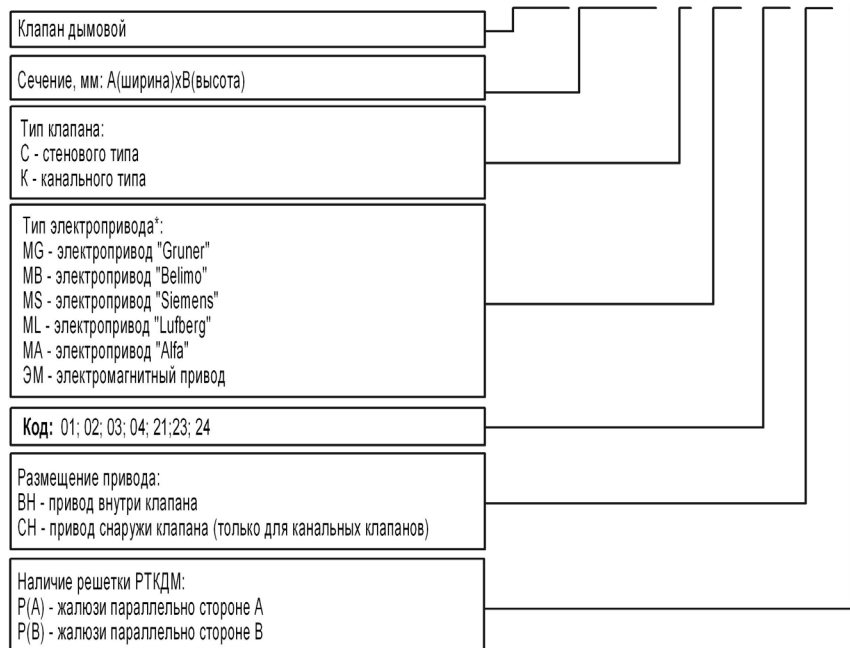 Клапан дымовой
Сечение, мм: А(ширина)хВ(высота)
Тип клапана:
С - стенового типа
К - канального типа
Тип электропривода*:
MG - электропривод "Gruner"
MB - электропривод "Belimo"
MS - электропривод "Siemens"
ML - электропривод "Lufberg"
MA - электропривод "Alfa"
ЭМ - электромагнитный привод
Код: 01; 02; 03; 04; 21;23; 24
Размещение привода:
ВН - привод внутри клапана
СН - привод снаружи клапана (только для канальных клапанов)
Наличие решетки РТКДМ:
Р(А) - жалюзи параллельно стороне А
Р(В) - жалюзи параллельно стороне В